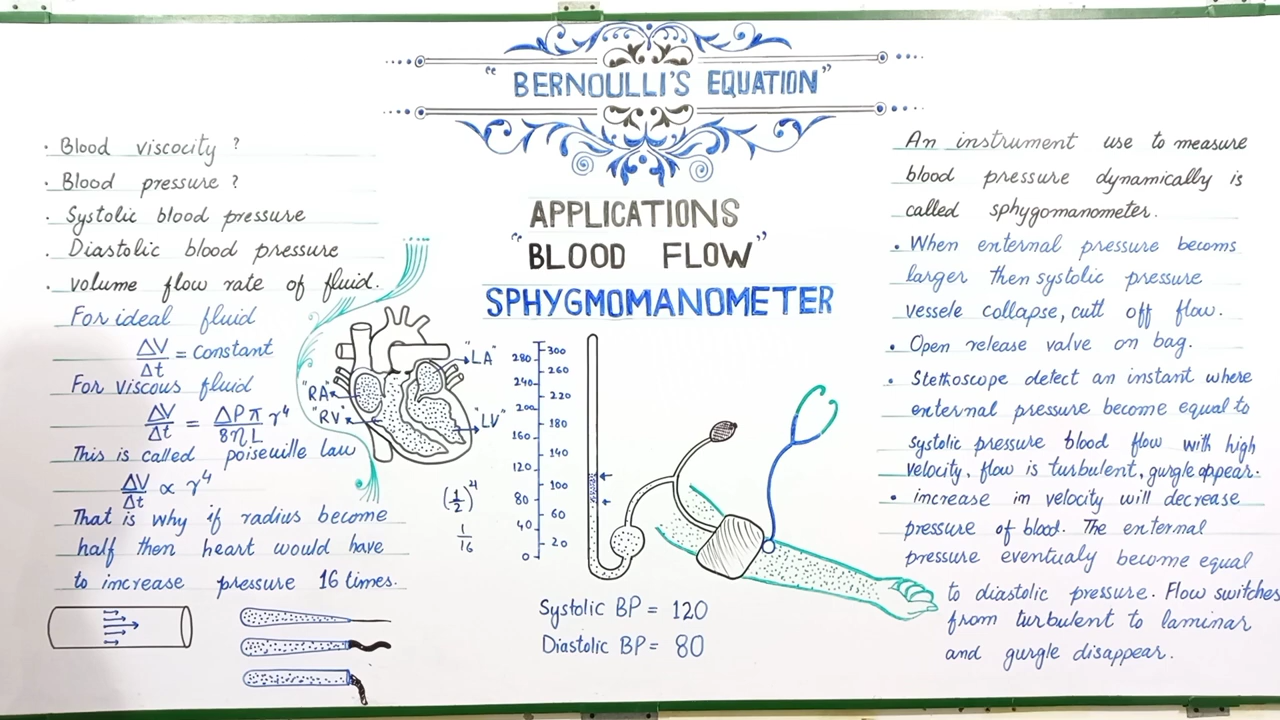 "BERNOULLI'S EQUATION"
APPLICATIONS
"BLOOD FLOW"
SPHYGMOMANOMETER
. Blood viscocity ?
. Blood pressure ?
. Systolic blood pressure
. Diastolic blood pressure
. volume flow rate of fluid.
For ideal fluid
ΔV/Δt = Constant
For viscous fluid
ΔV/Δt = ΔPπ/8ηL r⁴
This is called poiseuille law
ΔV/Δt ∝ r⁴
That is why if radius become
half then heart would have
to increase pressure 16 times.
"LA"
"RA"
"RV"
"LV"
(1/2)⁴
1/16
300
280
260
240
220
200
180
160
140
120
100
80
60
40
20
0
Systolic BP = 120
Diastolic BP = 80
An instrument use to measure
blood pressure dynamically is
called sphygomanometer.
• When enternal pressure becoms
larger then systolic pressure
vessele collapse, cutt off flow.
• Open release valve on bag.
• Stethoscope detect an instant where
enternal pressure become equal to
systolic pressure blood flow with high
velocity, flow is turbulent, gurgle appear.
• increase in velocity will decrease
pressure of blood. The enternal
pressure eventualy become equal
to diastolic pressure. Flow switches
from turbulent to laminar
and gurgle disappear.